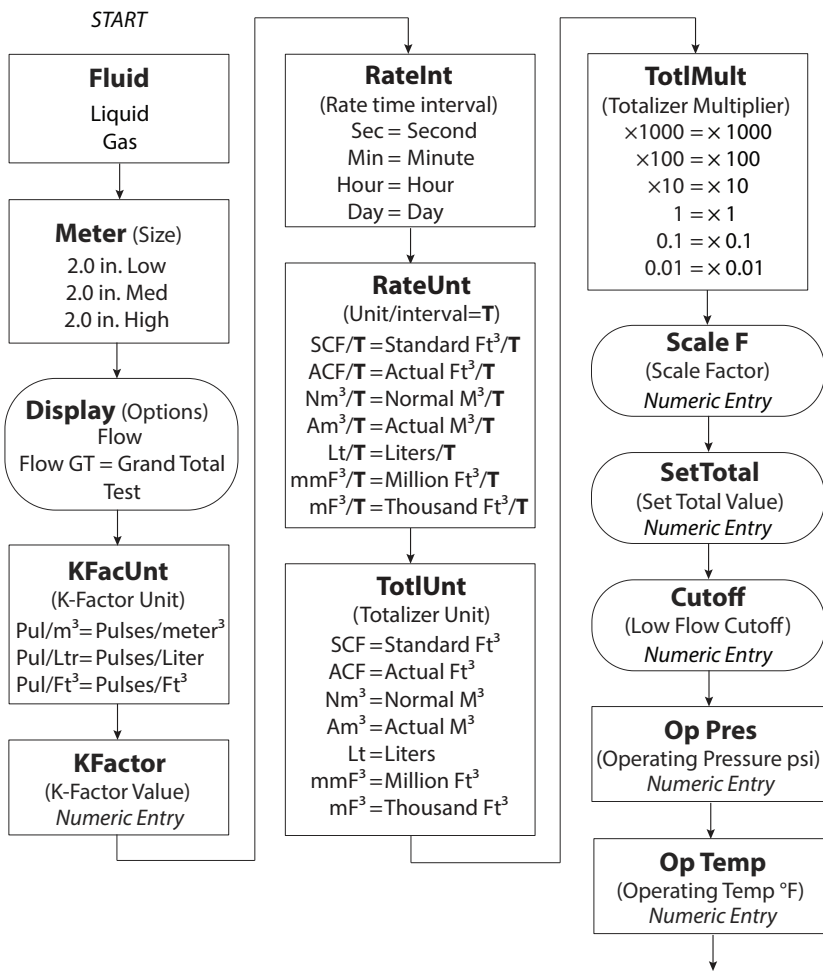 START
Fluid
Liquid
Gas
Meter (Size)
2.0 in. Low
2.0 in. Med
2.0 in. High
Display (Options)
Flow
Flow GT = Grand Total
Test
KFacUnt
(K-Factor Unit)
Pul/m³= Pulses/meter³
Pul/Ltr= Pulses/Liter
Pul/Ft³= Pulses/Ft³
KFactor
(K-Factor Value)
Numeric Entry
RateInt
(Rate time interval)
Sec = Second
Min = Minute
Hour = Hour
Day = Day
RateUnt
(Unit/interval=T)
SCF/T = Standard Ft³/T
ACF/T = Actual Ft³/T
Nm³/T = Normal M³/T
Am³/T = Actual M³/T
Lt/T = Liters/T
mmF³/T = Million Ft³/T
mF³/T = Thousand Ft³/T
TotlUnt
(Totalizer Unit)
SCF = Standard Ft³
ACF = Actual Ft³
Nm³ = Normal M³
Am³ = Actual M³
Lt = Liters
mmF³ = Million Ft³
mF³ = Thousand Ft³
TotlMult
(Totalizer Multiplier)
×1000 = × 1000
×100 = × 100
×10 = × 10
1 = × 1
0.1 = × 0.1
0.01 = × 0.01
Scale F
(Scale Factor)
Numeric Entry
SetTotal
(Set Total Value)
Numeric Entry
Cutoff
(Low Flow Cutoff)
Numeric Entry
Op Pres
(Operating Pressure psi)
Numeric Entry
Op Temp
(Operating Temp °F)
Numeric Entry